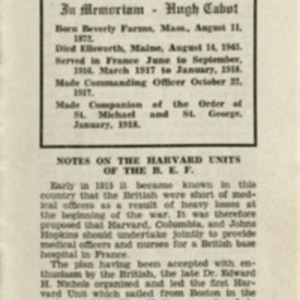 In Memoriam - Hugh Cabot
Born Beverly Farms, Mass., August 11,
1872.
Died Ellsworth, Maine, August 14, 1945.
Served in France June to September,
1916. March 1917 to January, 1918.
Made Commanding Officer October 22,
1917.
Made Companion of the Order of
St. Michael and St. George,
January, 1918.
NOTES ON THE HARVARD UNITS
OF THE B. E. F.
Early in 1915 it became known in this
country that the British were short of med-
ical officers as a result of heavy losses at
the beginning of the war. It was therefore
proposed that Harvard, Columbia, and Johns
Hopkins should undertake jointly to provide
medical officers and nurses for a British base
hospital in France.
The plan having been accepted with en-
thusiasm by the British, the late Dr. Edward
H. Nichols organized and led the first Har-
vard Unit which sailed from Boston in the